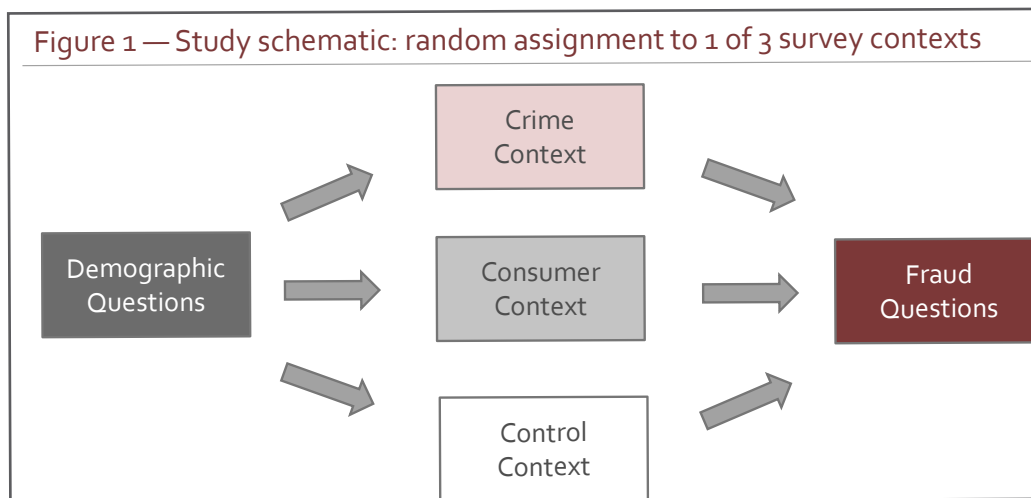 Figure 1 — Study schematic: random assignment to 1 of 3 survey contexts
Crime
Context
Demographic
Questions
Consumer
Context
Fraud
Questions
Control
Context